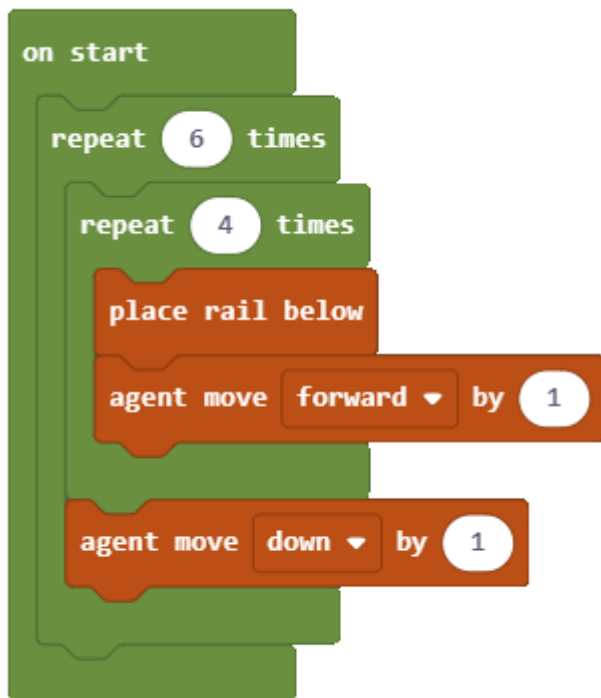 on start
repeat 6 times
repeat 4 times
place rail below
agent move forward by 1
agent move down by 1